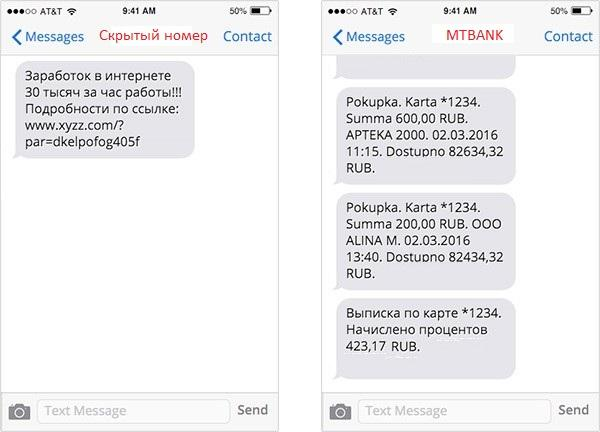 AT&T 9:41 AM 50%
Messages Скрытый номер Contact
Заработок в интернете
30 тысяч за час работы!!!
Подробности по ссылке:
www.xyzz.com/?
par=dkelpofog405f
Text Message Send
AT&T 9:41 AM 50%
Messages MTBANK Contact
Pokupka. Karta *1234.
Summa 600,00 RUB.
APTEKA 2000. 02.03.2016
11:15. Dostupno 82634,32
RUB.
Pokupka. Karta *1234.
Summa 200,00 RUB. OOO
ALINA M. 02.03.2016
13:40. Dostupno 82434,32
RUB.
Выписка по карте *1234.
Начислено процентов
423,17 RUB.
Text Message Send